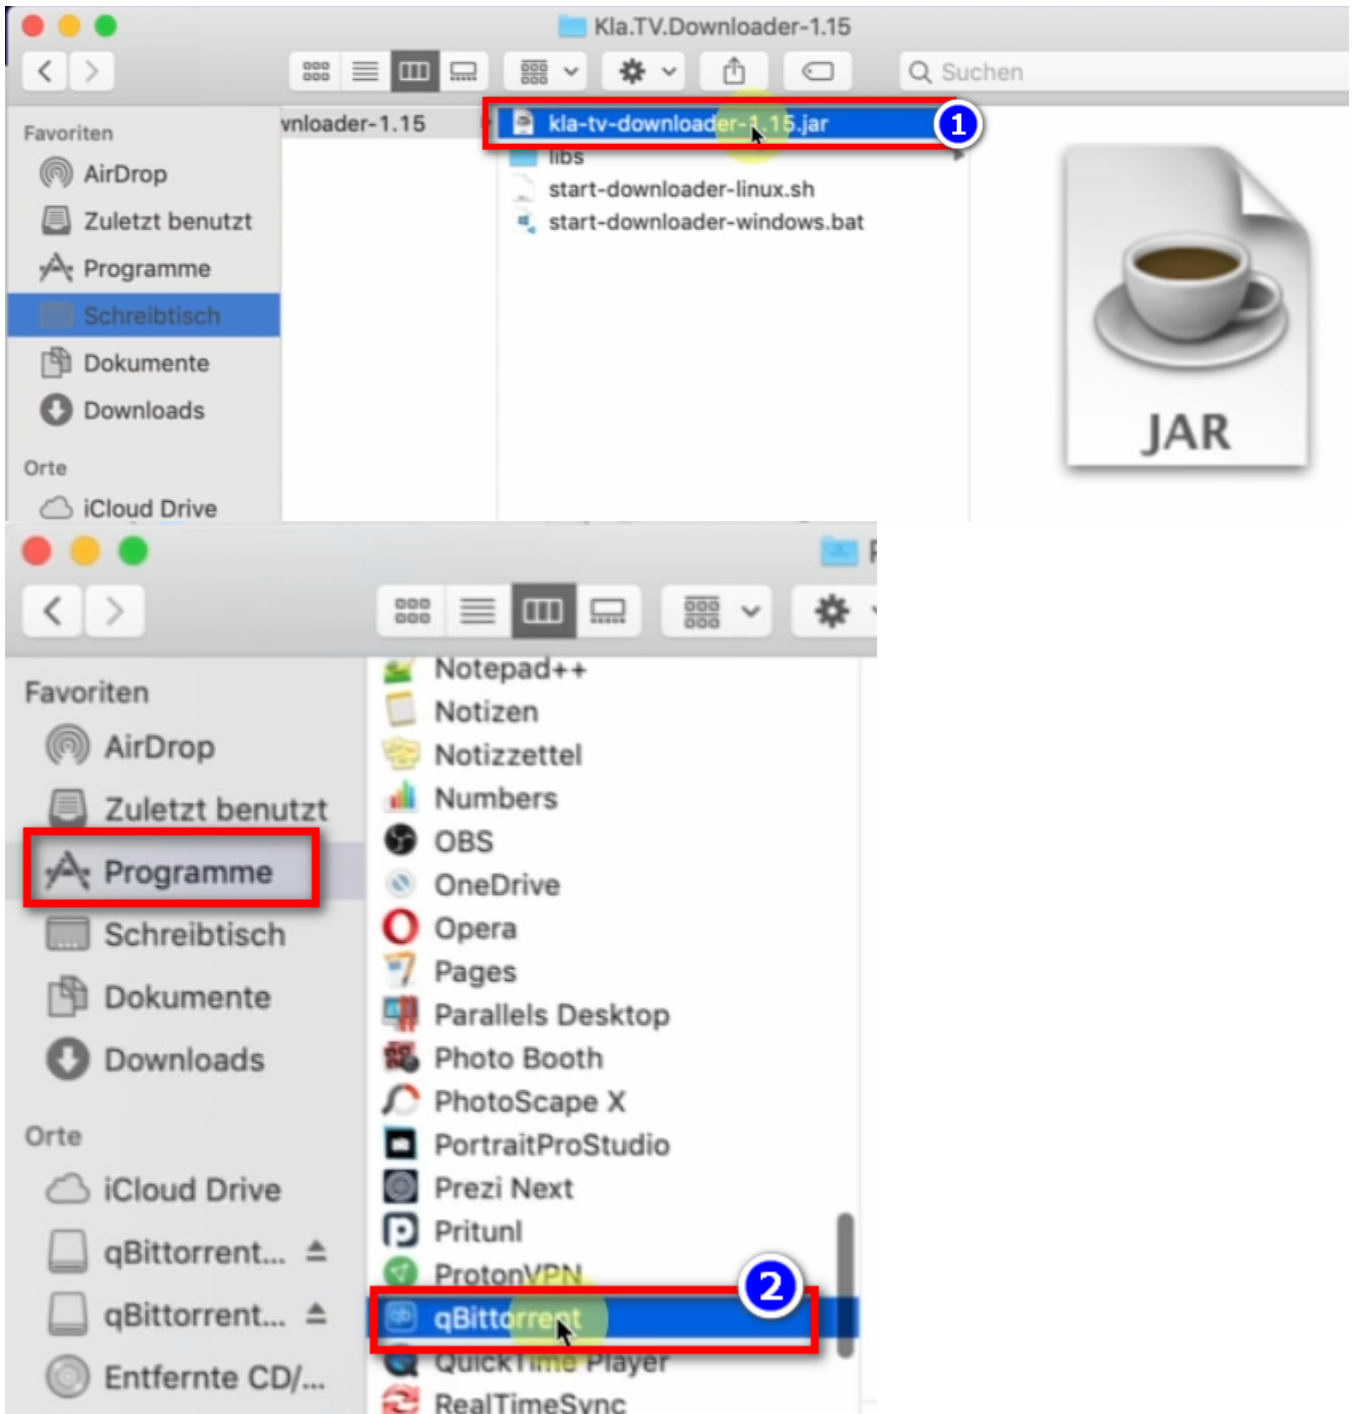 Kla.TV.Downloader-1.15
Suchen
Favoriten
AirDrop
Zuletzt benutzt
Programme
Schreibtisch
Dokumente
Downloads
Orte
iCloud Drive
wnloader-1.15
kla-tv-downloader-1.15.jar
1
libs
start-downloader-linux.sh
start-downloader-windows.bat
JAR
Favoriten
AirDrop
Zuletzt benutzt
Programme
Schreibtisch
Dokumente
Downloads
Orte
iCloud Drive
qBittorrent...
qBittorrent...
Entfernte CD/...
Notepad++
Notizen
Notizzettel
Numbers
OBS
OneDrive
Opera
Pages
Parallels Desktop
Photo Booth
PhotoScape X
PortraitProStudio
Prezi Next
Pritunl
ProtonVPN
2
qBittorrent
QuickTime Player
RealTimeSync